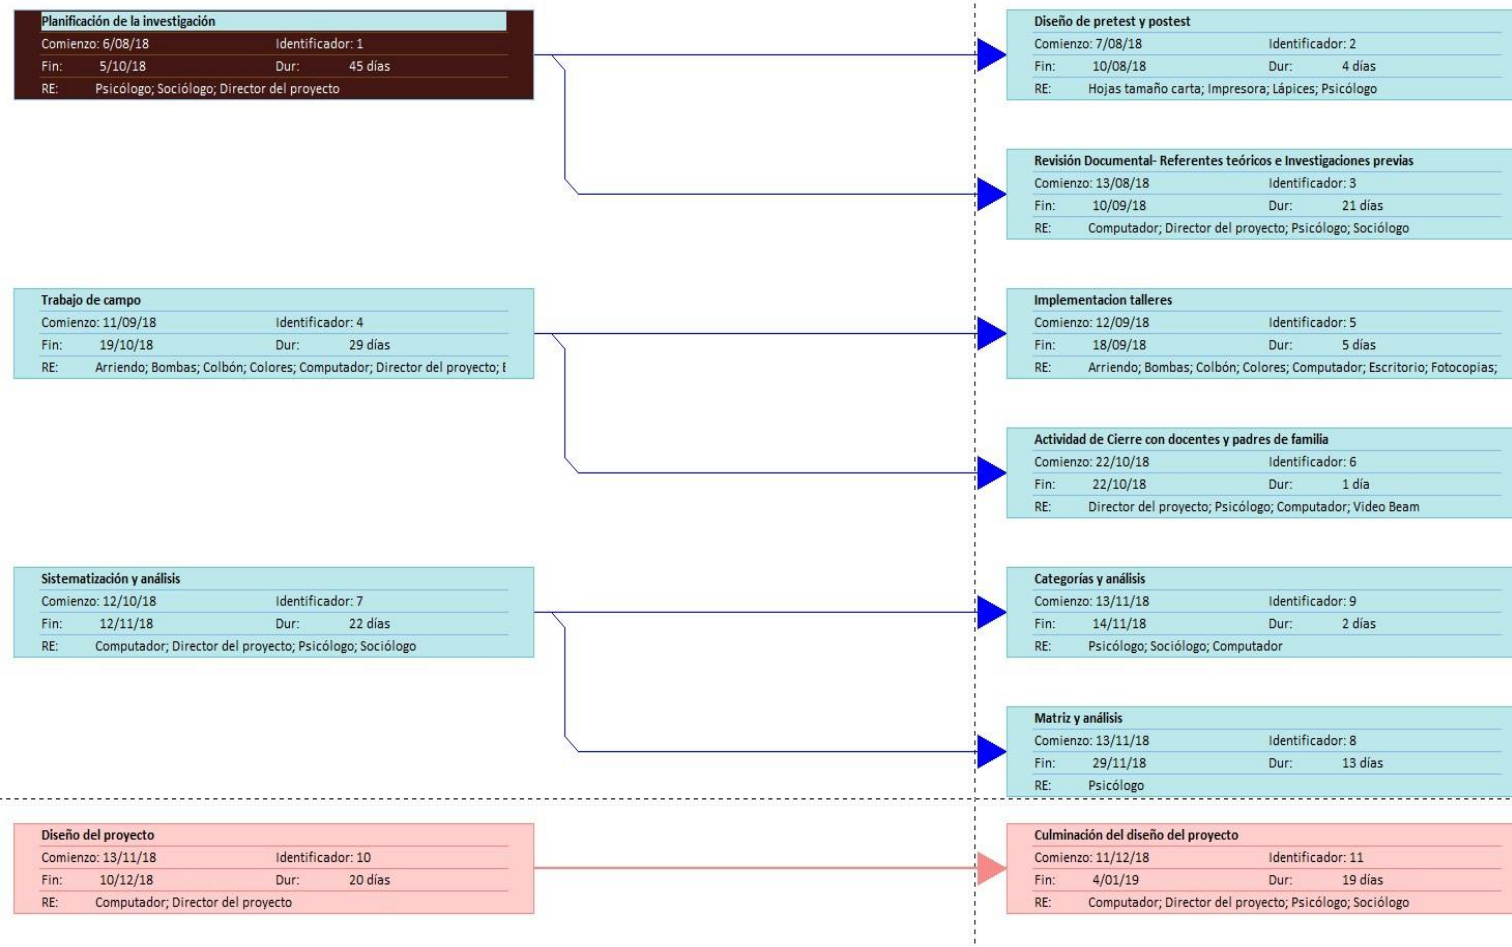 Planificación de la investigación
Comienzo: 6/08/18 Identificador: 1
Fin: 5/10/18 Dur: 45 días
RE: Psicólogo; Sociólogo; Director del proyecto
Diseño de pretest y postest
Comienzo: 7/08/18 Identificador: 2
Fin: 10/08/18 Dur: 4 días
RE: Hojas tamaño carta; Impresora; Lápices; Psicólogo
Revisión Documental- Referentes teóricos e Investigaciones previas
Comienzo: 13/08/18 Identificador: 3
Fin: 10/09/18 Dur: 21 días
RE: Computador; Director del proyecto; Psicólogo; Sociólogo
Trabajo de campo
Comienzo: 11/09/18 Identificador: 4
Fin: 19/10/18 Dur: 29 días
RE: Arriendo; Bombas; Colbón; Colores; Computador; Director del proyecto;
Implementacion talleres
Comienzo: 12/09/18 Identificador: 5
Fin: 18/09/18 Dur: 5 días
RE: Arriendo; Bombas; Colbón; Colores; Computador; Escritorio; Fotocopias;
Actividad de Cierre con docentes y padres de familia
Comienzo: 22/10/18 Identificador: 6
Fin: 22/10/18 Dur: 1 día
RE: Director del proyecto; Psicólogo; Computador; Video Beam
Sistematización y análisis
Comienzo: 12/10/18 Identificador: 7
Fin: 12/11/18 Dur: 22 días
RE: Computador; Director del proyecto; Psicólogo; Sociólogo
Categorías y análisis
Comienzo: 13/11/18 Identificador: 9
Fin: 14/11/18 Dur: 2 días
RE: Psicólogo; Sociólogo; Computador
Matriz y análisis
Comienzo: 13/11/18 Identificador: 8
Fin: 29/11/18 Dur: 13 días
RE: Psicólogo
Diseño del proyecto
Comienzo: 13/11/18 Identificador: 10
Fin: 10/12/18 Dur: 20 días
RE: Computador; Director del proyecto
Culminación del diseño del proyecto
Comienzo: 11/12/18 Identificador: 11
Fin: 4/01/19 Dur: 19 días
RE: Computador; Director del proyecto; Psicólogo; Sociólogo